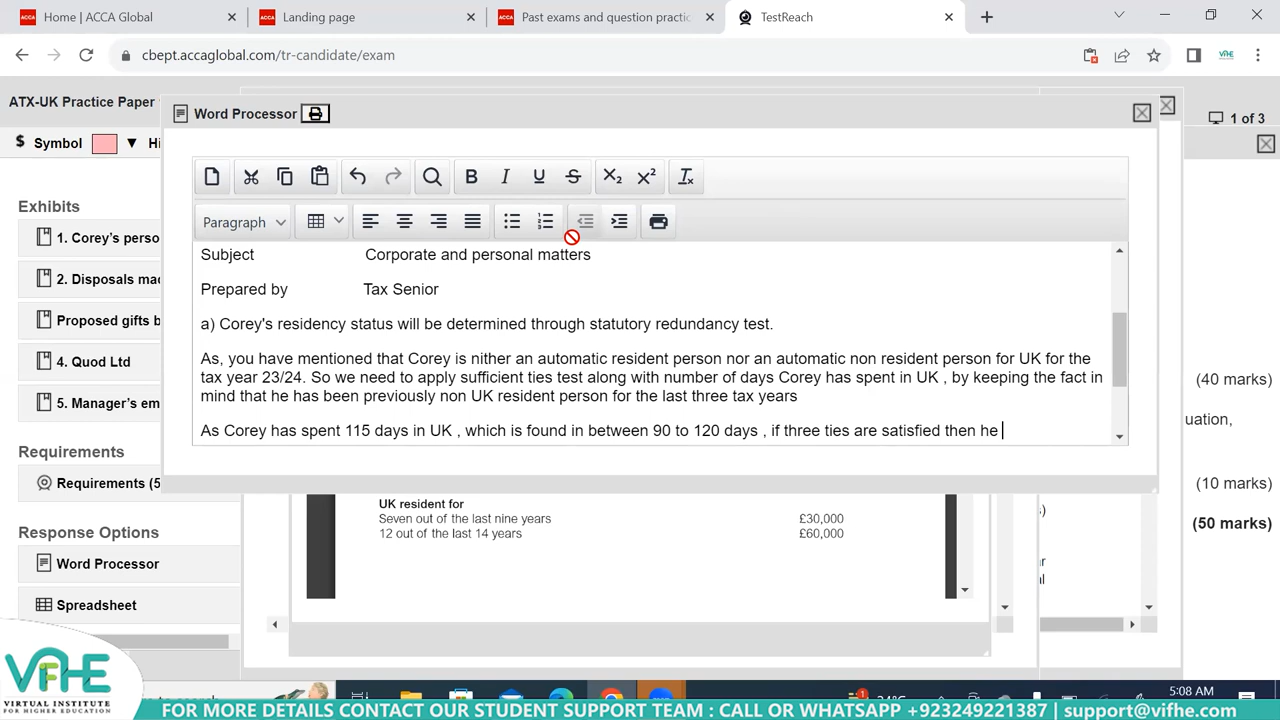 Home | ACCA Global
Landing page
Past exams and question practic
TestReach
cbept.accaglobal.com/tr-candidate/exam
ATX-UK Practice Paper
Word Processor
1 of 3
$ Symbol
Hi
Paragraph
Exhibits
1. Corey's perso
2. Disposals ma
Proposed gifts b
4. Quod Ltd
5. Manager's em
Requirements
Requirements (5
Response Options
Word Processor
Spreadsheet
Subject Corporate and personal matters
Prepared by Tax Senior
a) Corey's residency status will be determined through statutory redundancy test.
As, you have mentioned that Corey is nither an automatic resident person nor an automatic non resident person for UK for the
tax year 23/24. So we need to apply sufficient ties test along with number of days Corey has spent in UK , by keeping the fact in
mind that he has been previously non UK resident person for the last three tax years
As Corey has spent 115 days in UK , which is found in between 90 to 120 days , if three ties are satisfied then he
(40 marks)
uation,
(10 marks)
(50 marks)
UK resident for
Seven out of the last nine years £30,000
12 out of the last 14 years £60,000
s)
ar
al
to search
5:08 AM
VIFHE
VIRTUAL INSTITUTE
FOR HIGHER EDUCATION
FOR MORE DETAILS CONTACT OUR STUDENT SUPPORT TEAM : CALL OR WHATSAPP +923249221387 | support@vifhe.com